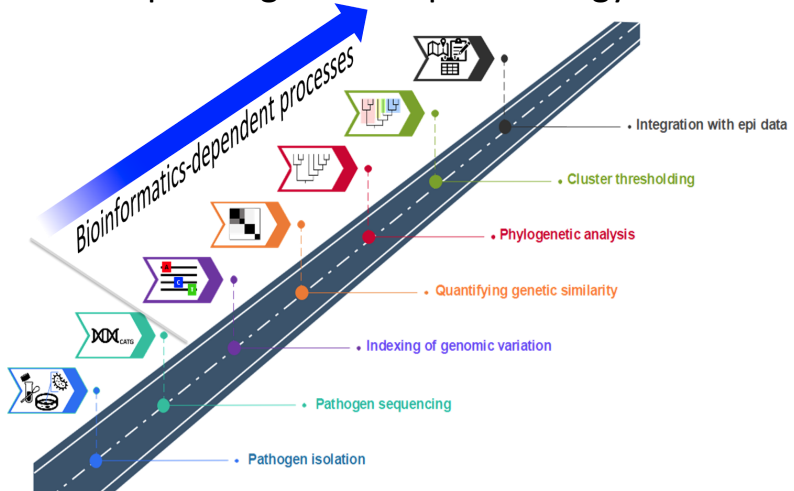 Bioinformatics-dependent processes
CATG
• Integration with epi data
• Cluster thresholding
• Phylogenetic analysis
• Quantifying genetic similarity
• Indexing of genomic variation
• Pathogen sequencing
• Pathogen isolation